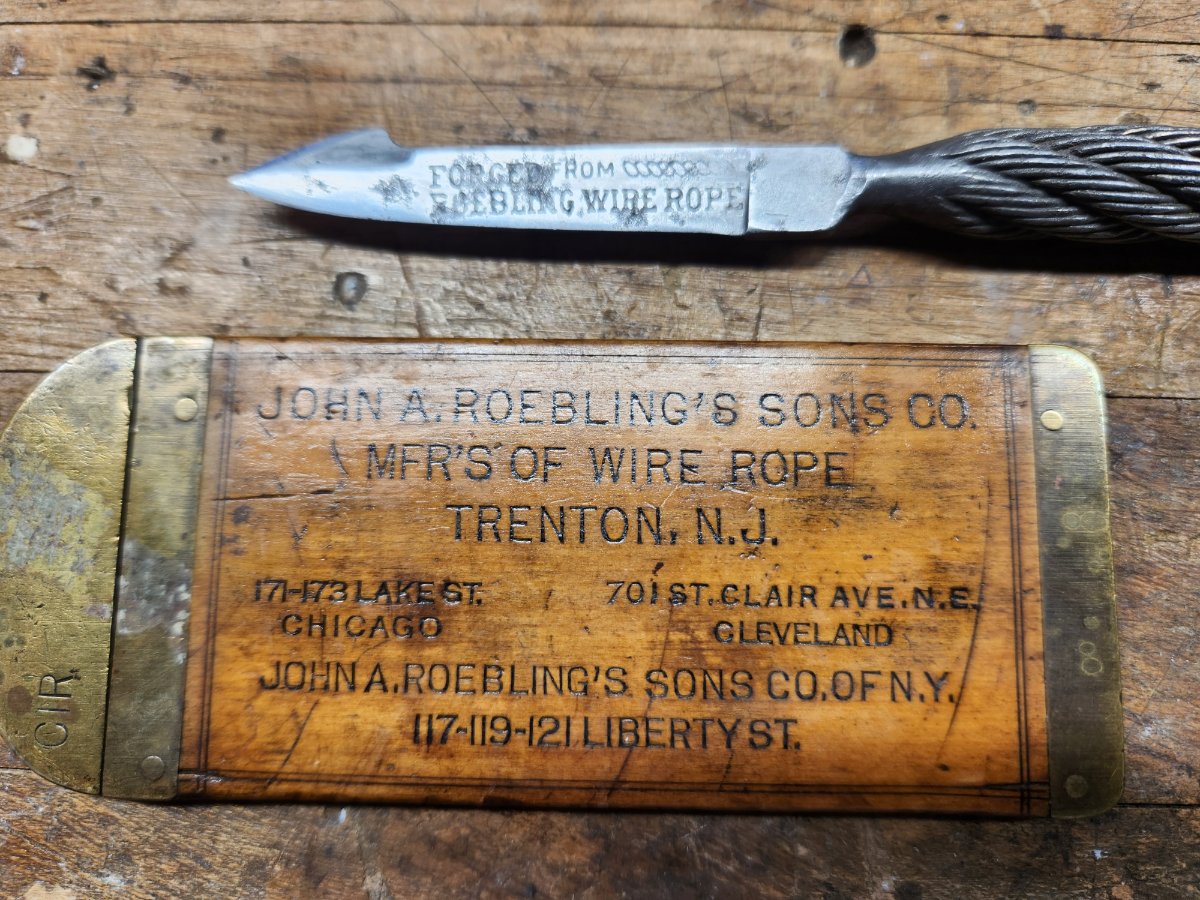 FORGED FROM
ROEBLING WIRE ROPE
JOHN A. ROEBLING'S SONS CO.
MFR'S OF WIRE ROPE
TRENTON, N.J.
171-173 LAKE ST.
CHICAGO
701 ST. CLAIR AVE. N.E.
CLEVELAND
JOHN A. ROEBLING'S SONS CO. OF N.Y.
117-119-121 LIBERTY ST.
CIR
8